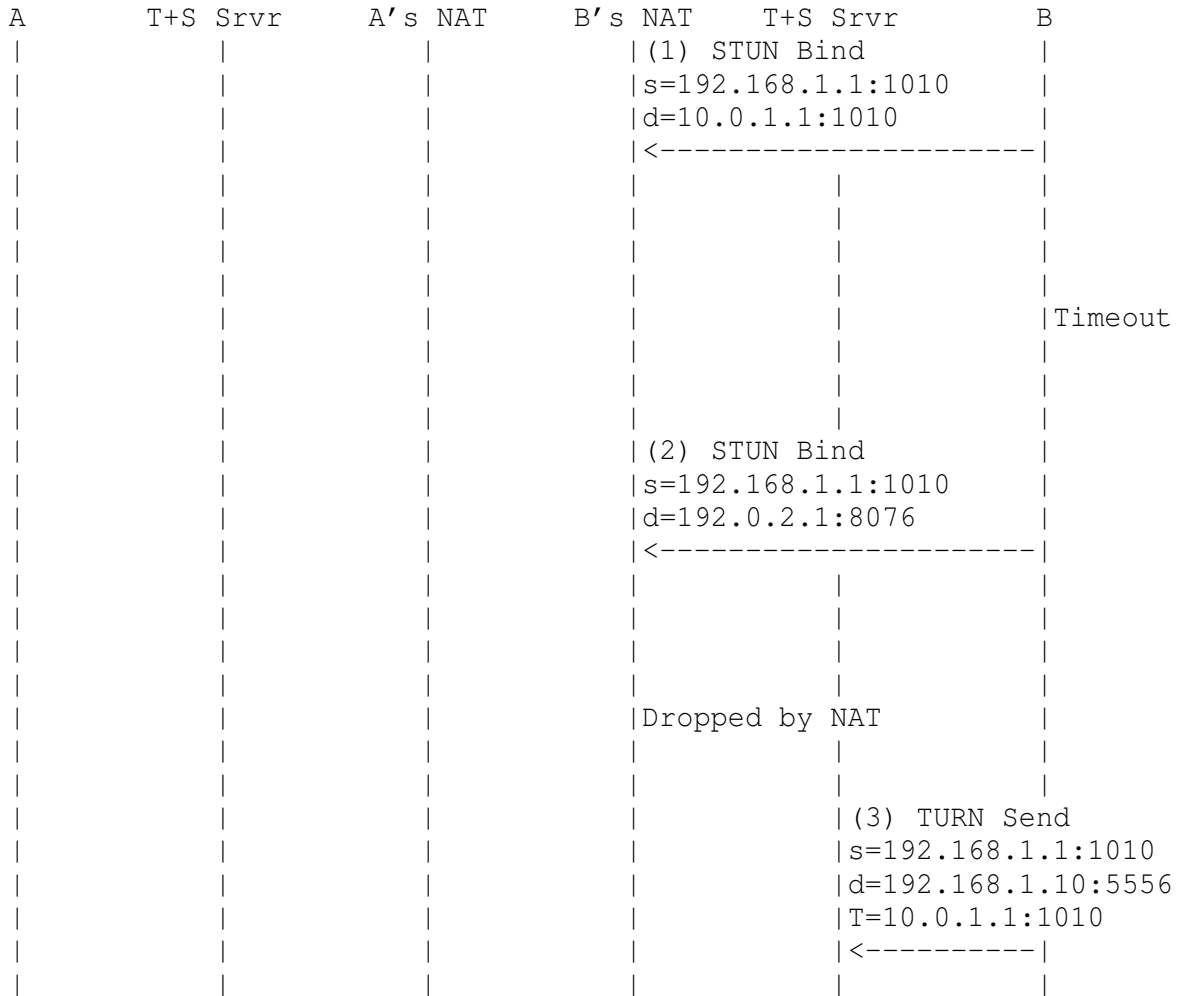 A T+S Srvr A's NAT B's NAT T+S Srvr B
(1) STUN Bind
s=192.168.1.1:1010
d=10.0.1.1:1010
Timeout
(2) STUN Bind
s=192.168.1.1:1010
d=192.0.2.1:8076
Dropped by NAT
(3) TURN Send
s=192.168.1.1:1010
d=192.168.1.10:5556
T=10.0.1.1:1010